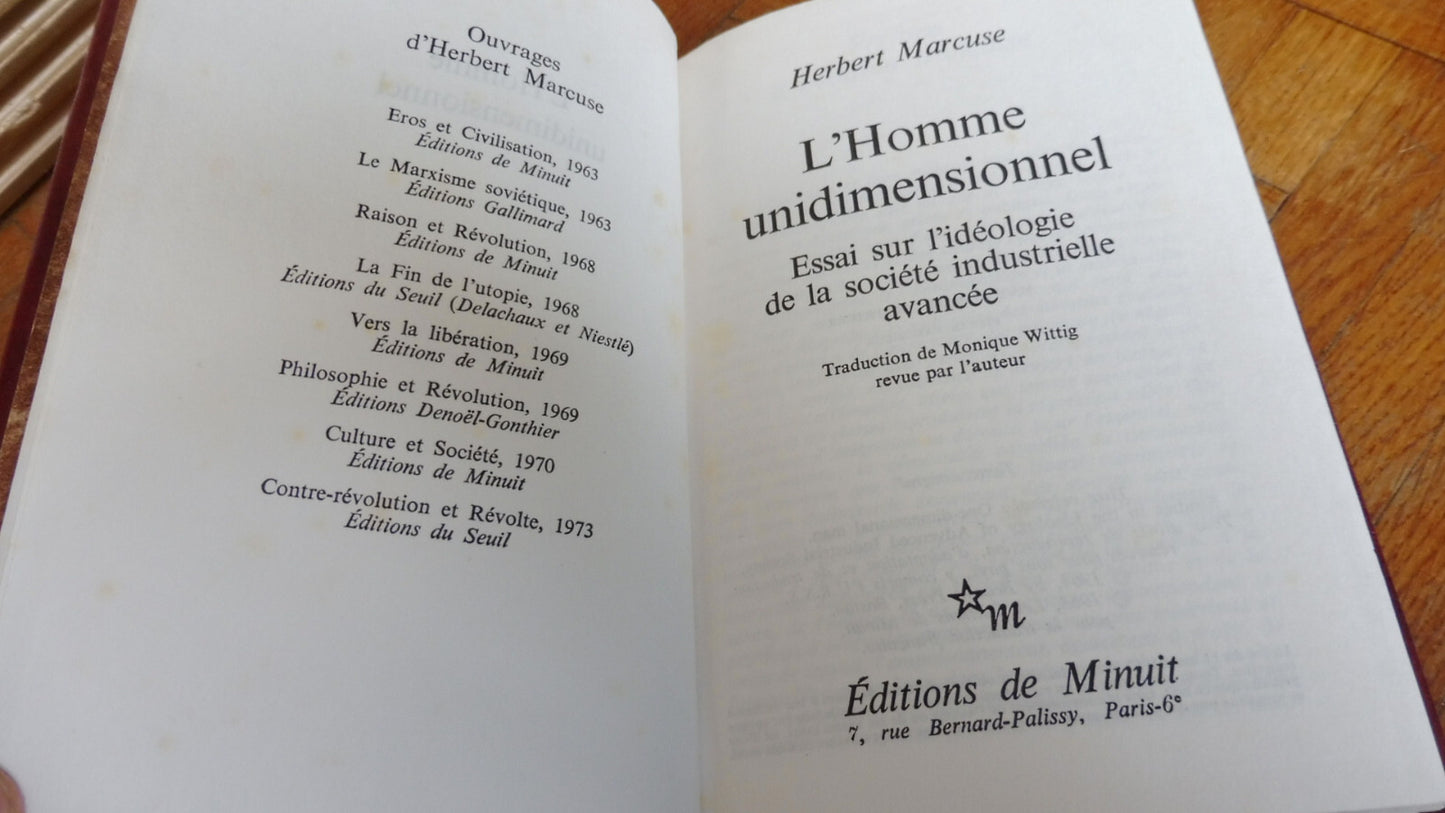 Ouvrages
d'Herbert Marcuse
Eros et Civilisation, 1963
Éditions de Minuit
Le Marxisme soviétique, 1963
Éditions Gallimard
Raison et Révolution, 1968
Éditions de Minuit
La Fin de l'utopie, 1968
Éditions du Seuil (Delachaux et Niestlé)
Vers la libération, 1969
Éditions de Minuit
Philosophie et Révolution, 1969
Éditions Denoël-Gonthier
Culture et Société, 1970
Éditions de Minuit
Contre-révolution et Révolte, 1973
Éditions du Seuil
Herbert Marcuse
L'Homme
unidimensionnel
Essai sur l'idéologie
de la société industrielle
avancée
Traduction de Monique Wittig
revue par l'auteur
m
Éditions de Minuit
7, rue Bernard-Palissy, Paris-6e